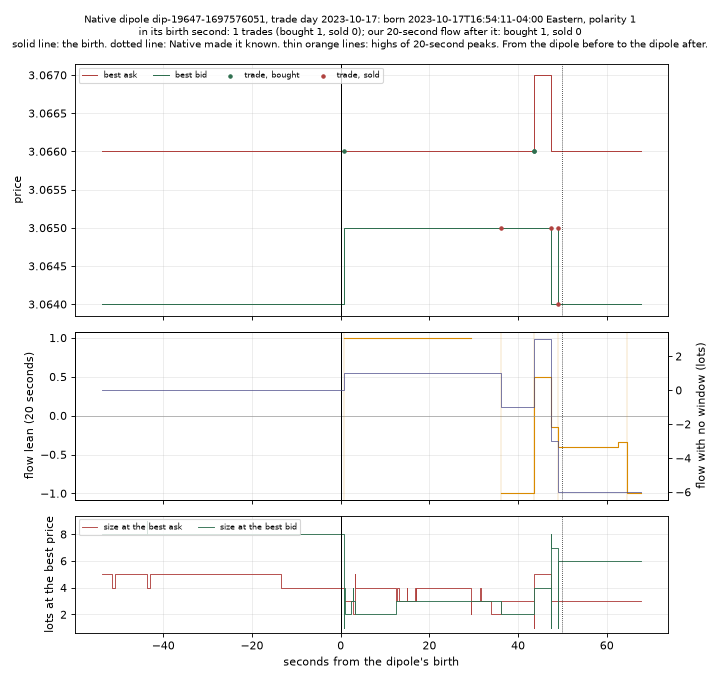 Native dipole dip-19647-1697576051, trade day 2023-10-17: born 2023-10-17T16:54:11-04:00 Eastern, polarity 1
in its birth second: 1 trades (bought 1, sold 0); our 20-second flow after it: bought 1, sold 0
solid line: the birth. dotted line: Native made it known. thin orange lines: highs of 20-second peaks. From the dipole before to the dipole after.
best ask
best bid
trade, bought
trade, sold
3.0670
3.0665
3.0660
3.0655
3.0650
3.0645
3.0640
price
1.0
0.5
0.0
−0.5
−1.0
flow lean (20 seconds)
2
0
−2
−4
−6
flow with no window (lots)
size at the best ask
size at the best bid
8
6
4
2
lots at the best price
−40
−20
0
20
40
60
seconds from the dipole's birth